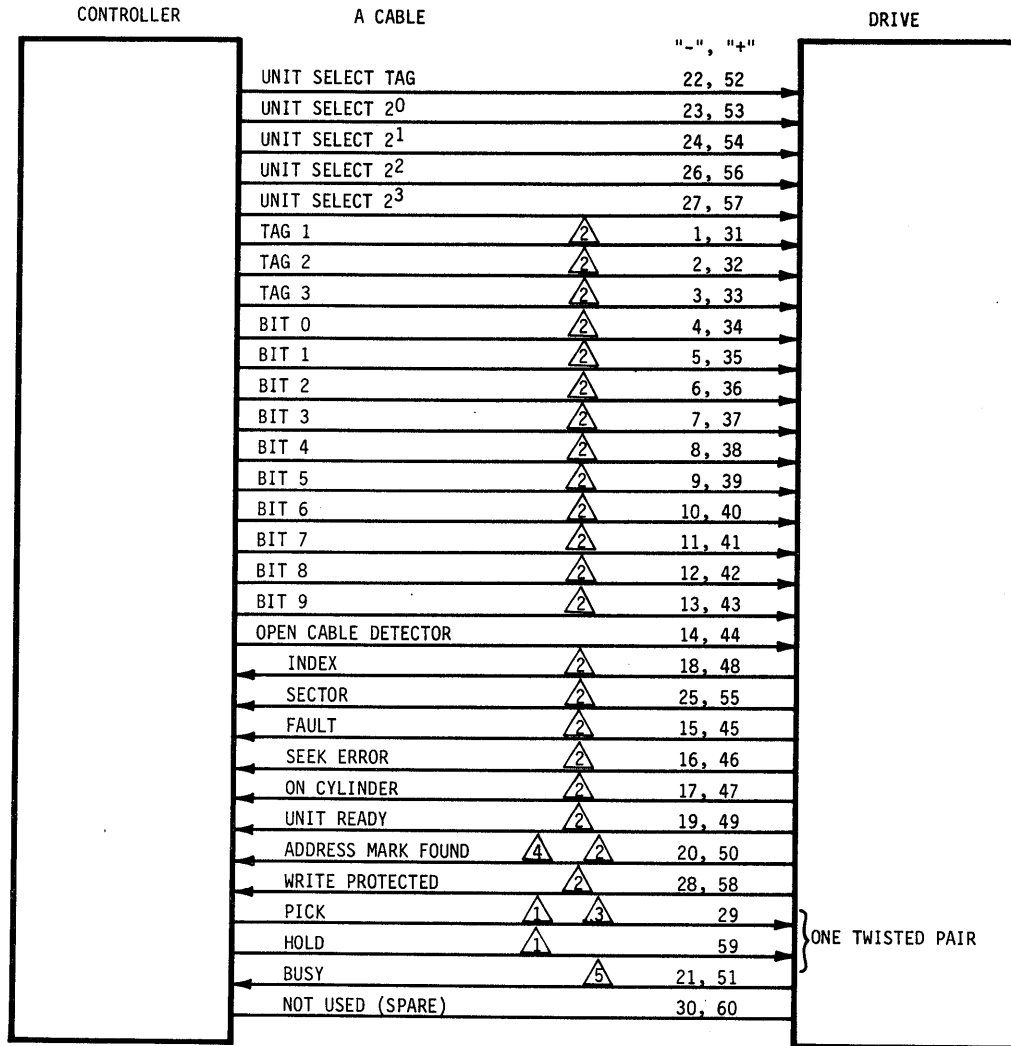 CONTROLLER A CABLE DRIVE
"-", "+"
UNIT SELECT TAG 22, 52
UNIT SELECT 2⁰ 23, 53
UNIT SELECT 2¹ 24, 54
UNIT SELECT 2² 26, 56
UNIT SELECT 2³ 27, 57
TAG 1 2 1, 31
TAG 2 2 2, 32
TAG 3 2 3, 33
BIT 0 2 4, 34
BIT 1 2 5, 35
BIT 2 2 6, 36
BIT 3 2 7, 37
BIT 4 2 8, 38
BIT 5 2 9, 39
BIT 6 2 10, 40
BIT 7 2 11, 41
BIT 8 2 12, 42
BIT 9 2 13, 43
OPEN CABLE DETECTOR 14, 44
INDEX 2 18, 48
SECTOR 2 25, 55
FAULT 2 15, 45
SEEK ERROR 2 16, 46
ON CYLINDER 2 17, 47
UNIT READY 2 19, 49
ADDRESS MARK FOUND 4 2 20, 50
WRITE PROTECTED 2 28, 58
PICK 1 3 29
HOLD 1 59
ONE TWISTED PAIR
BUSY 5 21, 51
NOT USED (SPARE) 30, 60